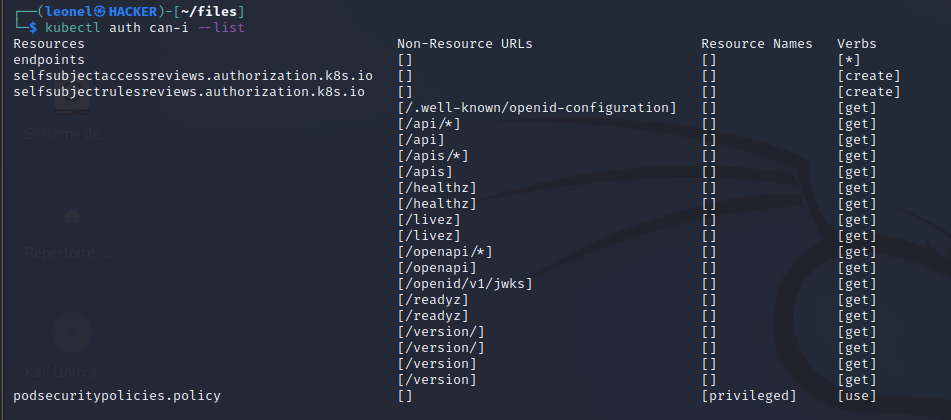 ┌──(leonel㉿HACKER)-[~/files]
└─$ kubectl auth can-i --list
Resources Non-Resource URLs Resource Names Verbs
endpoints [] [] [*]
selfsubjectaccessreviews.authorization.k8s.io [] [] [create]
selfsubjectrulesreviews.authorization.k8s.io [] [] [create]
[/.well-known/openid-configuration] [] [get]
[/api/*] [] [get]
[/api] [] [get]
[/apis/*] [] [get]
[/apis] [] [get]
[/healthz] [] [get]
[/healthz] [] [get]
[/livez] [] [get]
[/livez] [] [get]
[/openapi/*] [] [get]
[/openapi] [] [get]
[/openid/v1/jwks] [] [get]
[/readyz] [] [get]
[/readyz] [] [get]
[/version/] [] [get]
[/version/] [] [get]
[/version] [] [get]
[/version] [] [get]
podsecuritypolicies.policy [] [privileged] [use]
Système de...
Répertoire ...
Kali Linux a...